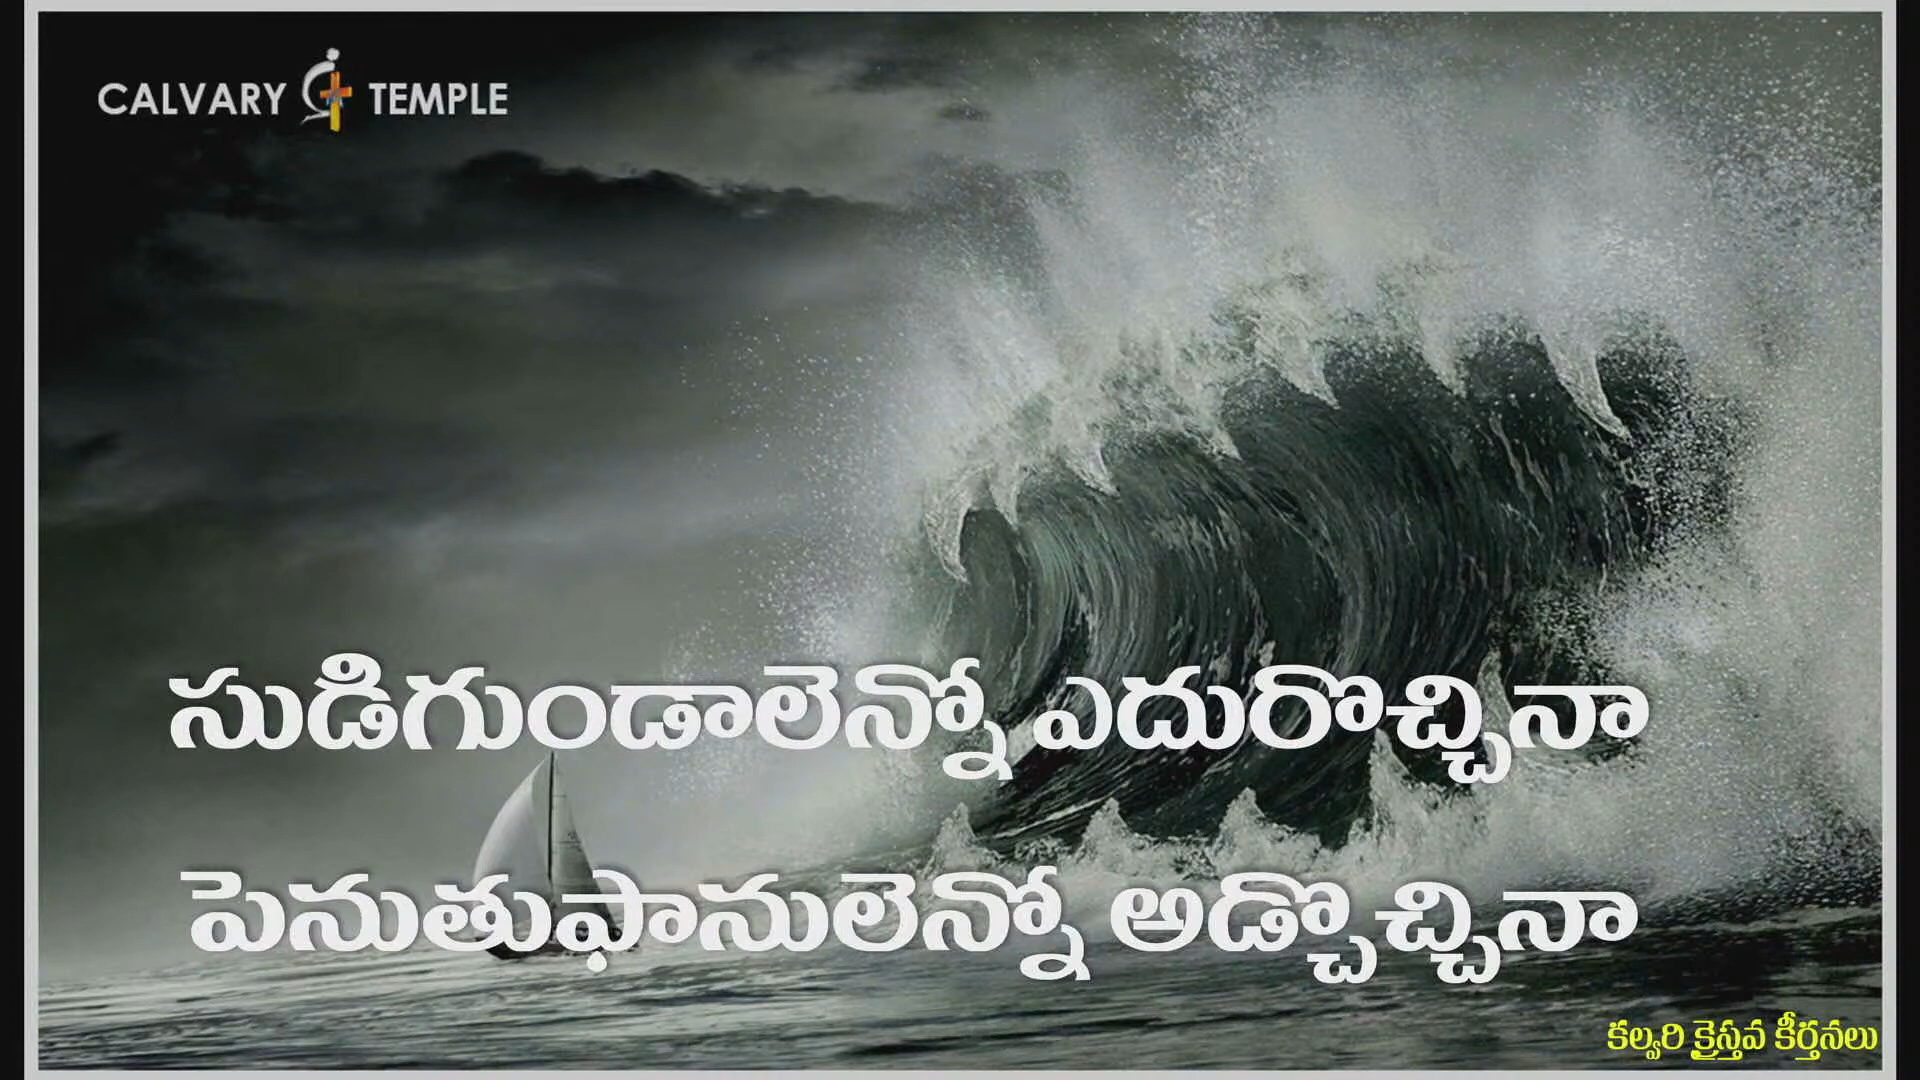 CALVARY TEMPLE
సుడిగుండాలెన్నో ఎదురొచ్చినా
పెనుతుఫానులెన్నో అడ్చొచ్చినా
కల్వరి క్రైస్తవ కీర్తనలు